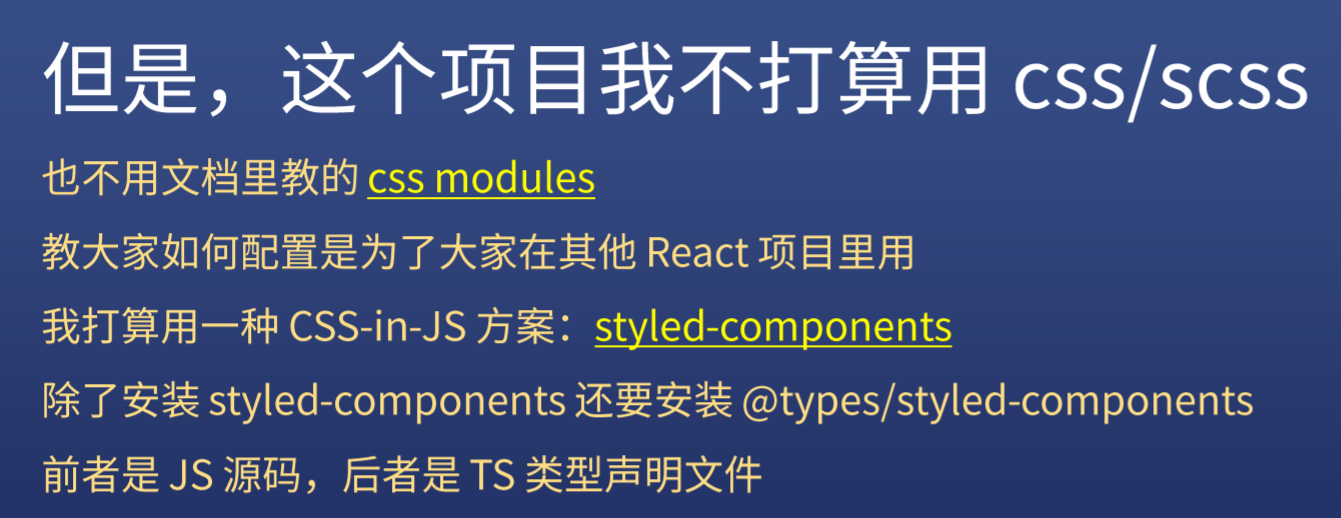 但是，这个项目我不打算用 css/scss
也不用文档里教的 css modules
教大家如何配置是为了大家在其他 React 项目里用
我打算用一种 CSS-in-JS 方案：styled-components
除了安装 styled-components 还要安装 @types/styled-components
前者是 JS 源码，后者是 TS 类型声明文件